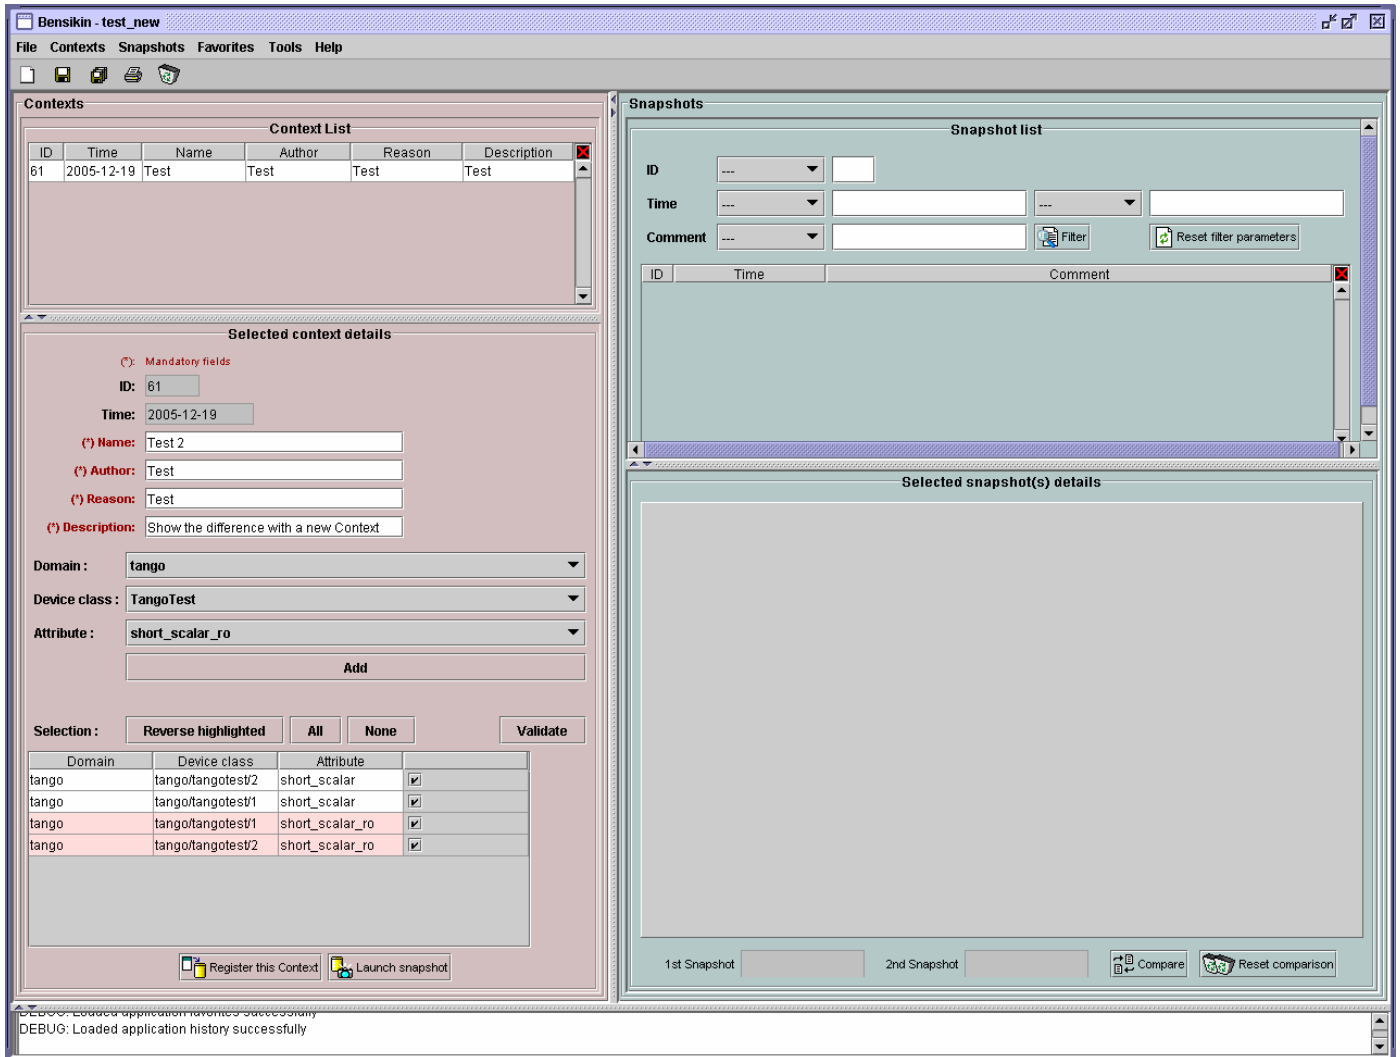 Bensikin - test_new
File Contexts Snapshots Favorites Tools Help
Contexts
Context List
ID Time Name Author Reason Description
61 2005-12-19 Test Test Test Test
Selected context details
(*): Mandatory fields
ID: 61
Time: 2005-12-19
(*) Name: Test 2
(*) Author: Test
(*) Reason: Test
(*) Description: Show the difference with a new Context
Domain : tango
Device class : TangoTest
Attribute : short_scalar_ro
Add
Selection : Reverse highlighted All None Validate
Domain Device class Attribute
tango tango/tangotest/2 short_scalar
tango tango/tangotest/1 short_scalar
tango tango/tangotest/1 short_scalar_ro
tango tango/tangotest/2 short_scalar_ro
Register this Context Launch snapshot
Snapshots
Snapshot list
ID ---
Time --- ---
Comment --- Filter Reset filter parameters
ID Time Comment
Selected snapshot(s) details
1st Snapshot 2nd Snapshot Compare Reset comparison
DEBUG: Loaded application favorites successfully
DEBUG: Loaded application history successfully